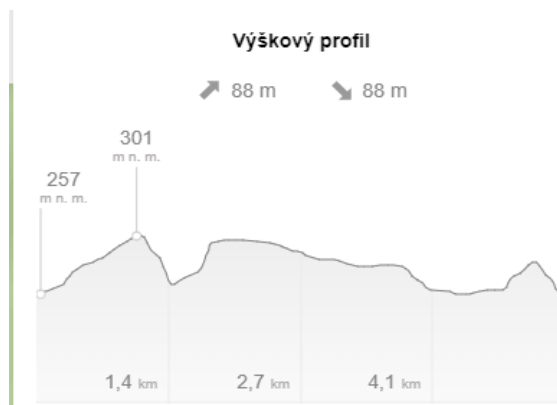 Výškový profil
88 m 88 m
301
m n. m.
257
m n. m.
1,4 km 2,7 km 4,1 km